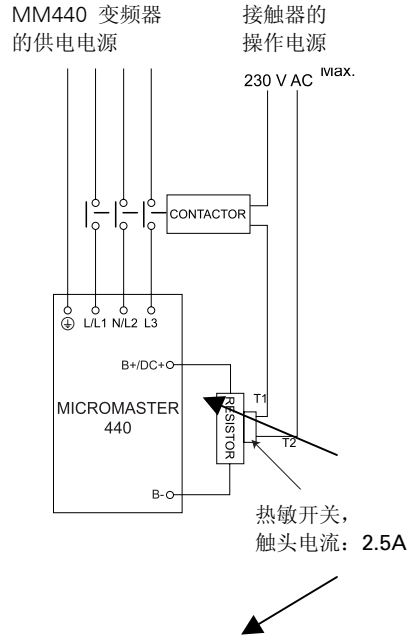 MM440 变频器
的供电电源
接触器的
操作电源
230 V AC Max.
CONTACTOR
L/L1 N/L2 L3
B+/DC+
MICROMASTER
440
RESISTOR
T1
T2
B-
热敏开关，
触头电流：2.5A